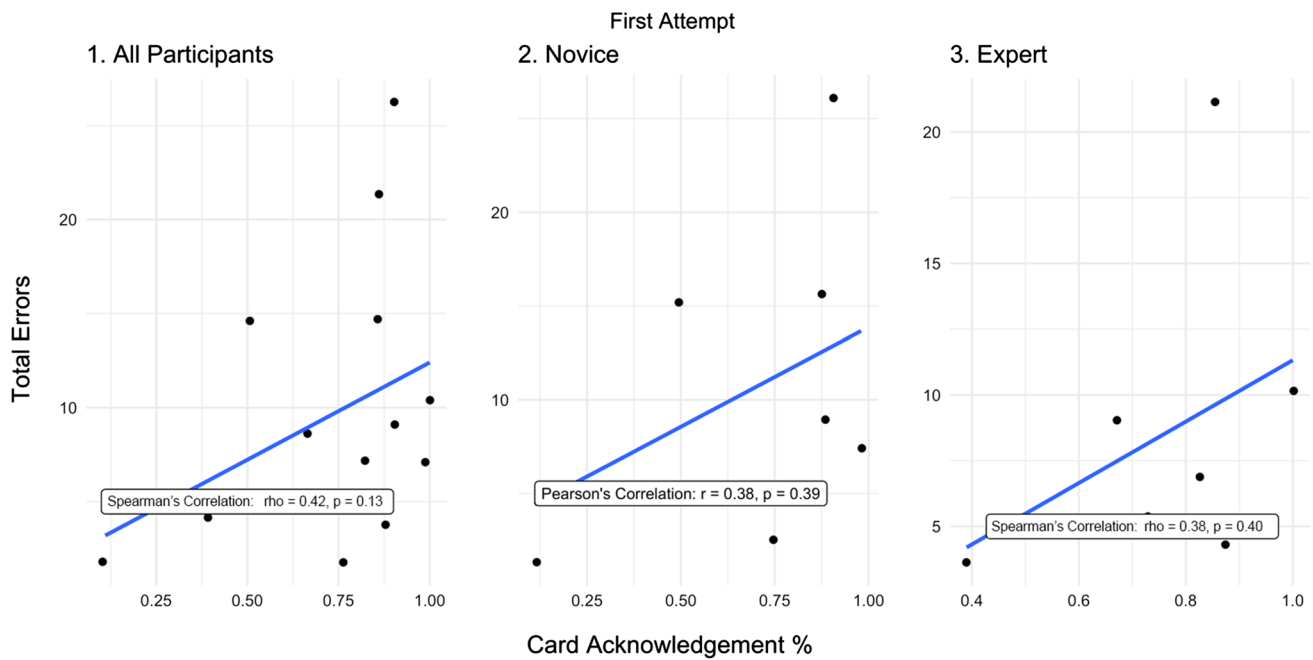 First Attempt
1. All Participants
2. Novice
3. Expert
Total Errors
20
10
Spearman's Correlation: rho = 0.42, p = 0.13
0.25 0.50 0.75 1.00
20
10
Pearson's Correlation: r = 0.38, p = 0.39
0.25 0.50 0.75 1.00
20
15
10
5
Spearman's Correlation: rho = 0.38, p = 0.40
0.4 0.6 0.8 1.0
Card Acknowledgement %